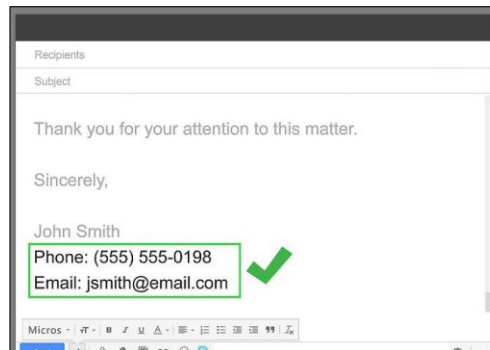 Recipients
Subject
Thank you for your attention to this matter.
Sincerely,
John Smith
Phone: (555) 555-0198
Email: jsmith@email.com
Micros